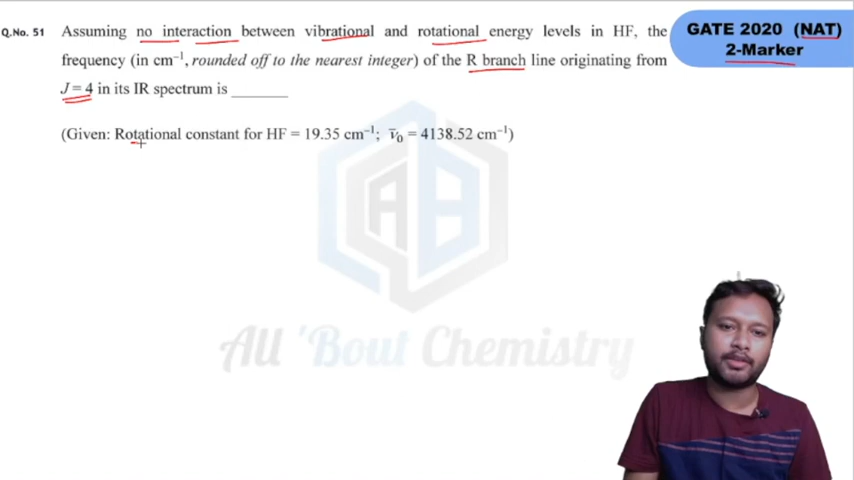 Q.No. 51 Assuming no interaction between vibrational and rotational energy levels in HF, the
frequency (in cm⁻¹, rounded off to the nearest integer) of the R branch line originating from
J = 4 in its IR spectrum is ________
(Given: Rotational constant for HF = 19.35 cm⁻¹; ν̅₀ = 4138.52 cm⁻¹)
GATE 2020 (NAT)
2-Marker
AB
All 'Bout Chemistry